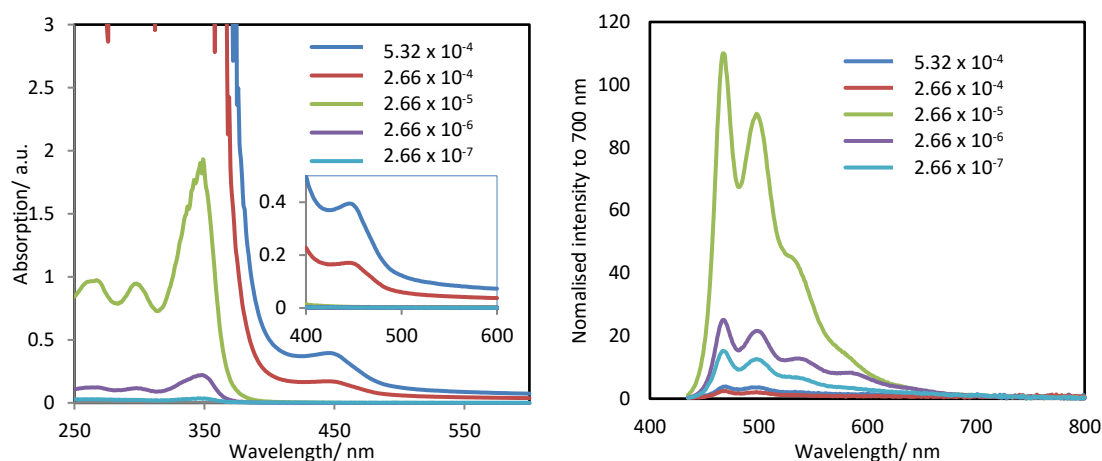 3
2.5
2
1.5
1
0.5
0
Absorption/ a.u.
5.32 x 10⁻⁴
2.66 x 10⁻⁴
2.66 x 10⁻⁵
2.66 x 10⁻⁶
2.66 x 10⁻⁷
0.4
0.2
0
400 500 600
250 350 450 550
Wavelength/ nm
120
100
80
60
40
20
0
Nomalised intensity to 700 nm
5.32 x 10⁻⁴
2.66 x 10⁻⁴
2.66 x 10⁻⁵
2.66 x 10⁻⁶
2.66 x 10⁻⁷
400 500 600 700 800
Wavelength/ nm